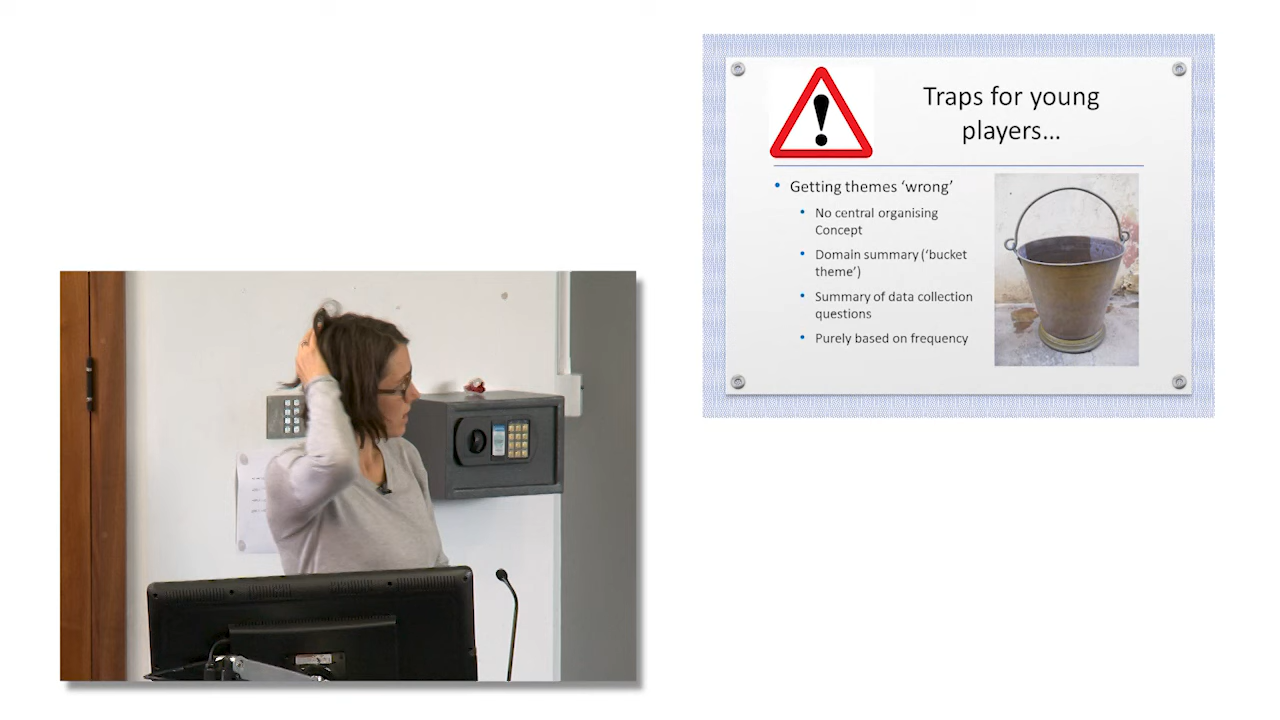 Traps for young
players...
• Getting themes ‘wrong’
• No central organising
Concept
• Domain summary (‘bucket
theme’)
• Summary of data collection
questions
• Purely based on frequency